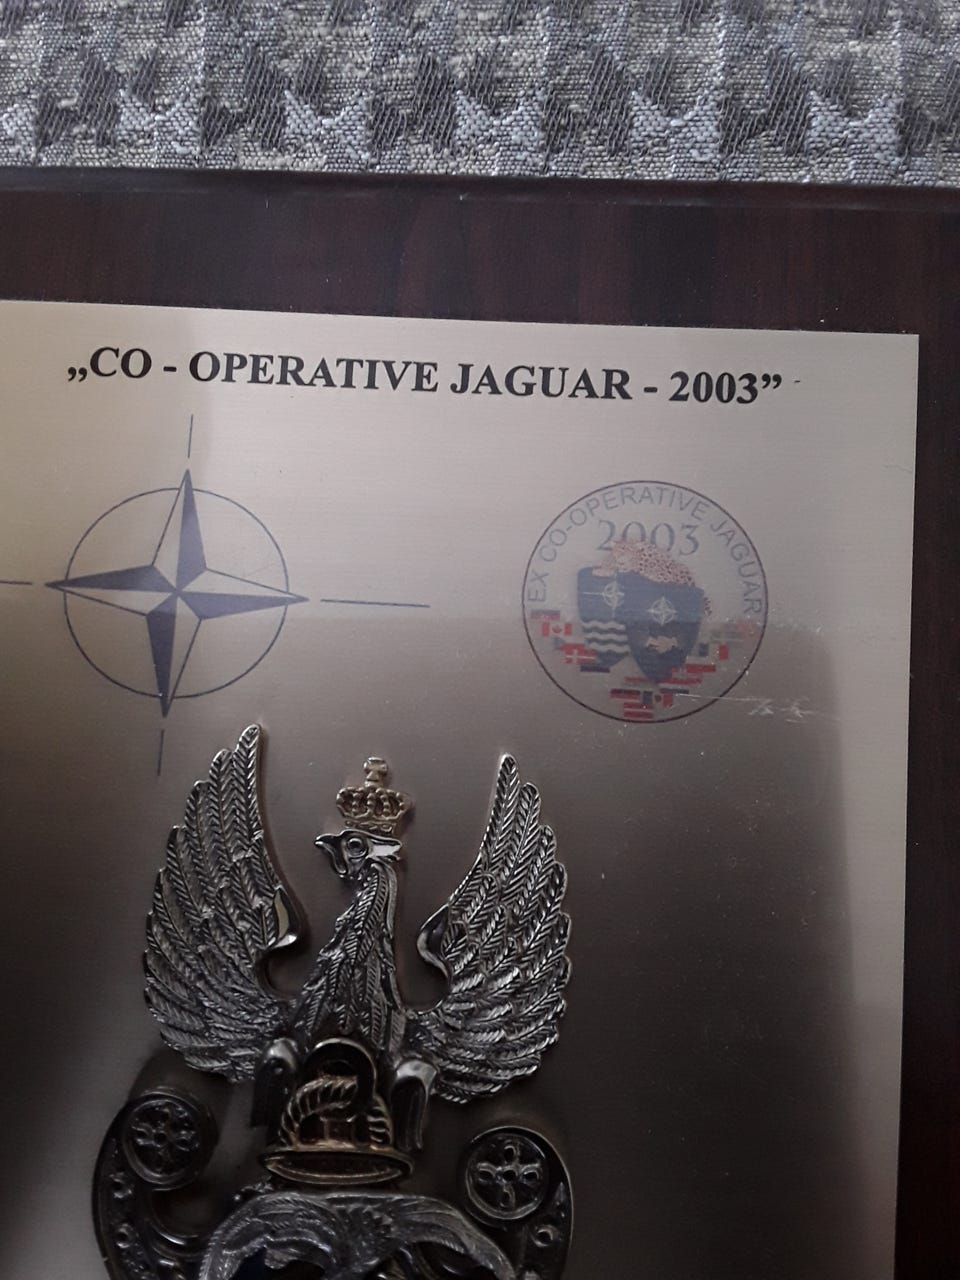 „CO - OPERATIVE JAGUAR - 2003”
EX CO-OPERATIVE JAGUAR
2003